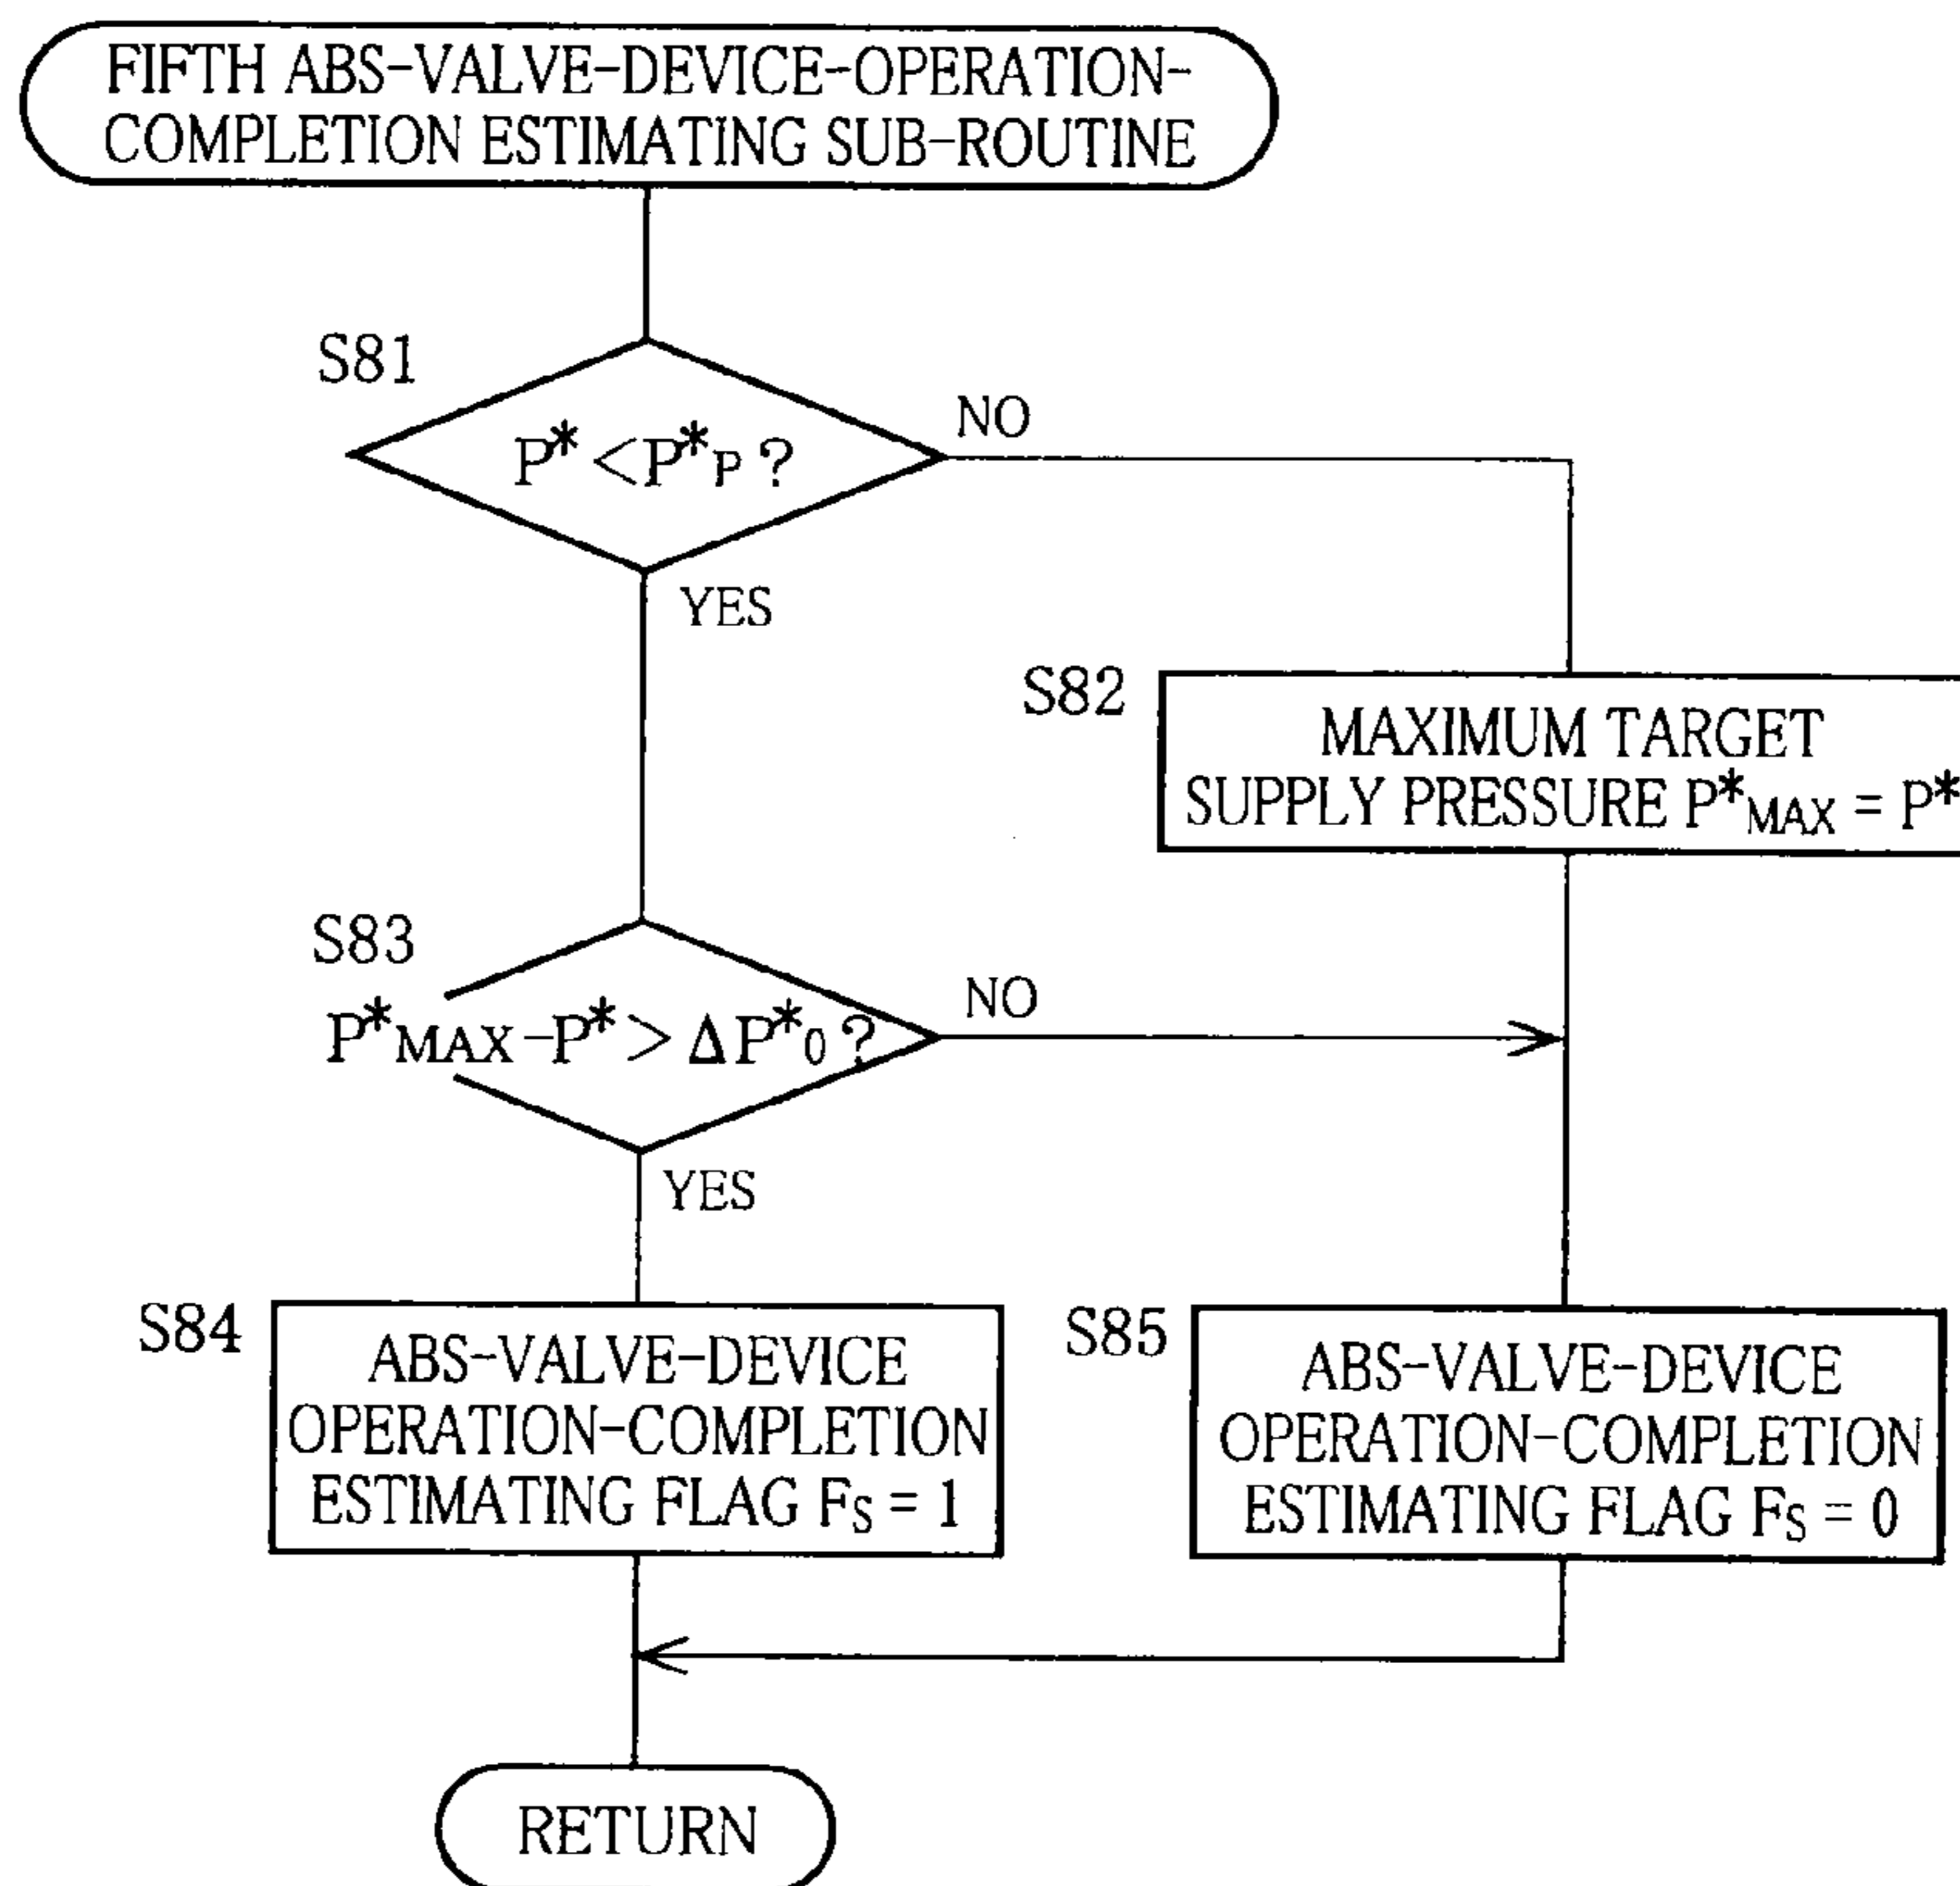 FIFTH ABS-VALVE-DEVICE-OPERATION-
COMPLETION ESTIMATING SUB-ROUTINE
S81
P* <P*P ?
NO
YES
S82
MAXIMUM TARGET
SUPPLY PRESSURE P*MAX = P*
S83
P*MAX-P* > ΔP*0 ?
NO
YES
S84
ABS-VALVE-DEVICE
OPERATION-COMPLETION
ESTIMATING FLAG FS = 1
S85
ABS-VALVE-DEVICE
OPERATION-COMPLETION
ESTIMATING FLAG FS = 0
RETURN